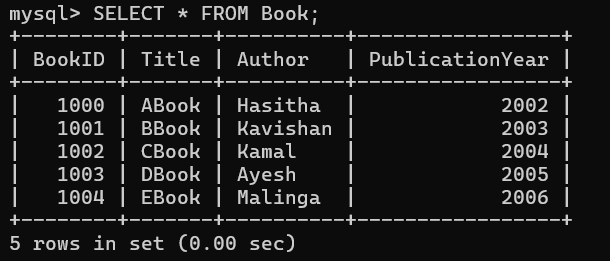 mysql> SELECT * FROM Book;
+--------+-------+----------+-----------------+
| BookID | Title | Author   | PublicationYear |
+--------+-------+----------+-----------------+
|   1000 | ABook | Hasitha  |            2002 |
|   1001 | BBook | Kavishan |            2003 |
|   1002 | CBook | Kamal    |            2004 |
|   1003 | DBook | Ayesh    |            2005 |
|   1004 | EBook | Malinga  |            2006 |
+--------+-------+----------+-----------------+
5 rows in set (0.00 sec)